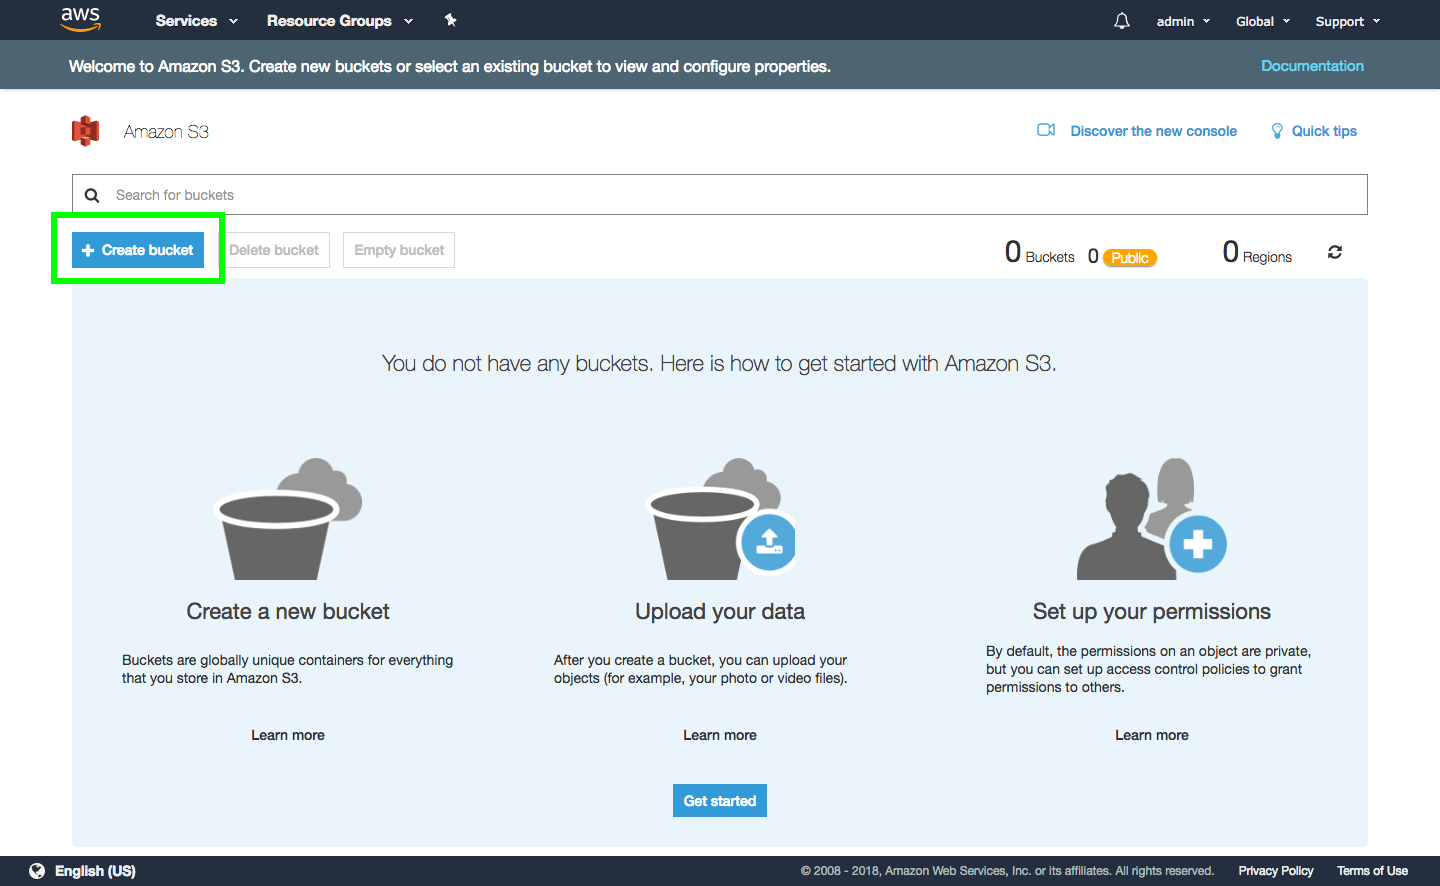 aws Services Resource Groups admin Global Support
Welcome to Amazon S3. Create new buckets or select an existing bucket to view and configure properties. Documentation
Amazon S3 Discover the new console Quick tips
Search for buckets
Create bucket Delete bucket Empty bucket 0 Buckets 0 Public 0 Regions
You do not have any buckets. Here is how to get started with Amazon S3.
Create a new bucket
Buckets are globally unique containers for everything
that you store in Amazon S3.
Learn more
Upload your data
After you create a bucket, you can upload your
objects (for example, your photo or video files).
Learn more
Set up your permissions
By default, the permissions on an object are private,
but you can set up access control policies to grant
permissions to others.
Learn more
Get started
English (US) © 2008 - 2018, Amazon Web Services, Inc. or its affiliates. All rights reserved. Privacy Policy Terms of Use